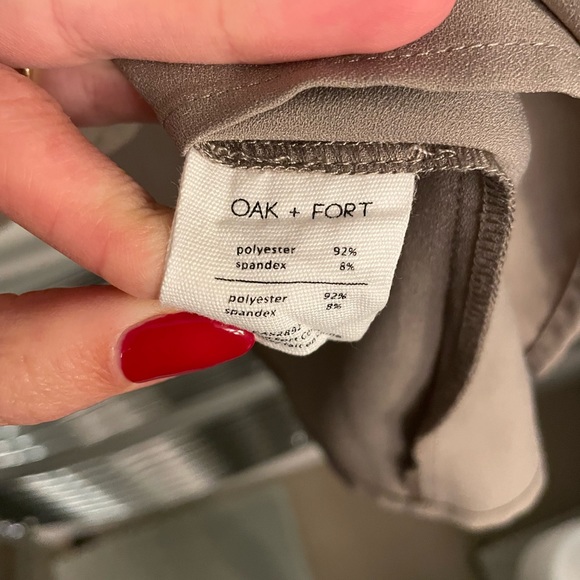 OAK + FORT
polyester 92%
spandex 8%
polyester 92%
spandex 8%